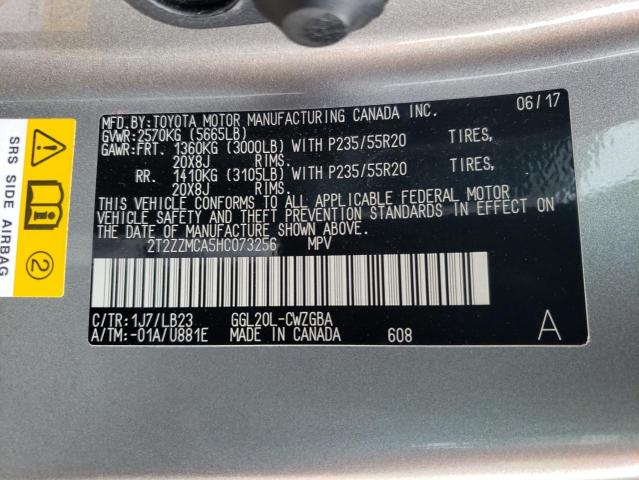 MFD.BY:TOYOTA MOTOR MANUFACTURING CANADA INC. 06/17
GVWR:2570KG (5665LB)
GAWR:FRT. 1360KG (3000LB) WITH P235/55R20 TIRES,
20X8J RIMS.
RR. 1410KG (3105LB) WITH P235/55R20 TIRES,
20X8J RIMS.
THIS VEHICLE CONFORMS TO ALL APPLICABLE FEDERAL MOTOR
VEHICLE SAFETY AND THEFT PREVENTION STANDARDS IN EFFECT ON
THE DATE OF MANUFACTURE SHOWN ABOVE.
2T2ZZMCA5HC073256 MPV
C/TR:1J7/LB23 GGL20L-CWZGBA
A/TM:-01A/U881E MADE IN CANADA 608 A
SRS SIDE AIRBAG
2